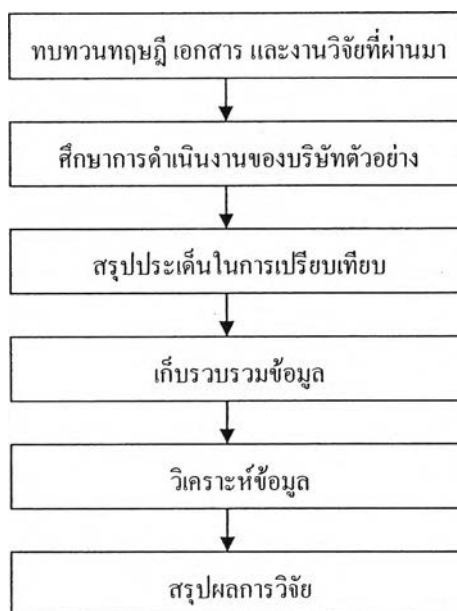 ทบทวนทฤษฎี เอกสาร และงานวิจัยที่ผ่านมา
ศึกษาการดำเนินงานของบริษัทตัวอย่าง
สรุปประเด็นในการเปรียบเทียบ
เก็บรวบรวมข้อมูล
วิเคราะห์ข้อมูล
สรุปผลการวิจัย